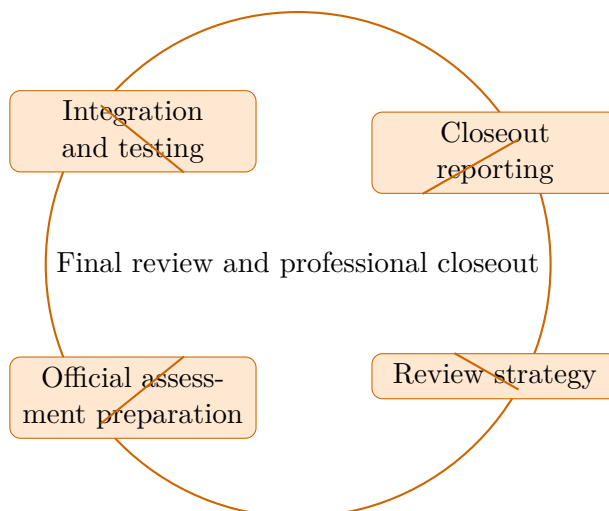 Integration
and testing
Closeout
reporting
Final review and professional closeout
Official assess-
ment preparation
Review strategy